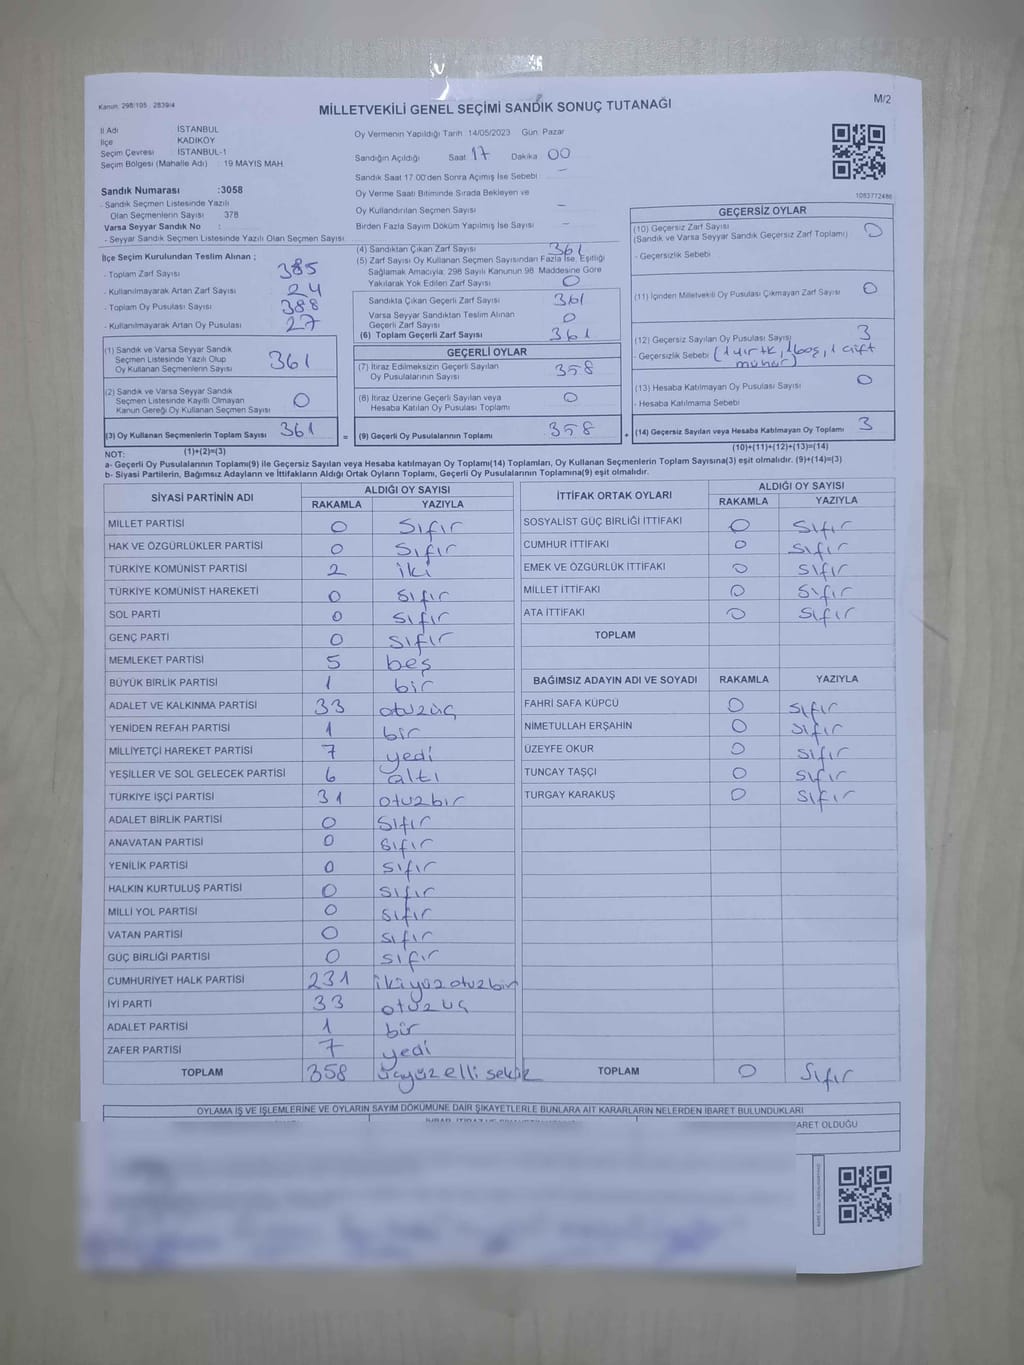 Kanun: 298/105 , 2839/4
MİLLETVEKİLİ GENEL SEÇİMİ SANDIK SONUÇ TUTANAĞI
M/2
İl Adı İSTANBUL
İlçe KADIKÖY
Seçim Çevresi İSTANBUL-1
Seçim Bölgesi (Mahalle Adı) : 19 MAYIS MAH.
Oy Vermenin Yapıldığı Tarih 14/05/2023 Gün: Pazar
Sandığın Açıldığı Saat 17 Dakika 00
Sandık Saat 17.00'den Sonra Açılmış İse Sebebi : —
Oy Verme Saati Bitiminde Sırada Bekleyen ve
Oy Kullandırılan Seçmen Sayısı —
Birden Fazla Sayım Döküm Yapılmış İse Sayısı —
1083772486
Sandık Numarası :3058
- Sandık Seçmen Listesinde Yazılı
Olan Seçmenlerin Sayısı 378
Varsa Seyyar Sandık No :
- Seyyar Sandık Seçmen Listesinde Yazılı Olan Seçmen Sayısı
İlçe Seçim Kurulundan Teslim Alınan ;
- Toplam Zarf Sayısı 385
- Kullanılmayarak Artan Zarf Sayısı 24
- Toplam Oy Pusulası Sayısı 388
- Kullanılmayarak Artan Oy Pusulası 27
(4) Sandıktan Çıkan Zarf Sayısı 361
(5) Zarf Sayısı Oy Kullanan Seçmen Sayısından Fazla İse, Eşitliği
Sağlamak Amacıyla; 298 Sayılı Kanunun 98. Maddesine Göre
Yakılarak Yok Edilen Zarf Sayısı 0
Sandıkla Çıkan Geçerli Zarf Sayısı 361
Varsa Seyyar Sandıktan Teslim Alınan
Geçerli Zarf Sayısı 0
(6) Toplam Geçerli Zarf Sayısı 361
GEÇERSİZ OYLAR
(10) Geçersiz Zarf Sayısı 0
(Sandık ve Varsa Seyyar Sandık Geçersiz Zarf Toplamı)
- Geçersizlik Sebebi
(11) İçinden Milletvekili Oy Pusulası Çıkmayan Zarf Sayısı 0
(12) Geçersiz Sayılan Oy Pusulası Sayısı 3
- Geçersizlik Sebebi (1 yırtık, 1 boş, 1 çift
mühür)
(13) Hesaba Katılmayan Oy Pusulası Sayısı 0
- Hesaba Katılmama Sebebi
(14) Geçersiz Sayılan veya Hesaba Katılmayan Oy Toplamı 3
(1) Sandık ve Varsa Seyyar Sandık
Seçmen Listesinde Yazılı Olup
Oy Kullanan Seçmenlerin Sayısı 361
(2) Sandık ve Varsa Seyyar Sandık
Seçmen Listesinde Kayıtlı Olmayan
Kanun Gereği Oy Kullanan Seçmen Sayısı 0
(3) Oy Kullanan Seçmenlerin Toplam Sayısı 361
GEÇERLİ OYLAR
(7) İtiraz Edilmeksizin Geçerli Sayılan
Oy Pusulalarının Sayısı 358
(8) İtiraz Üzerine Geçerli Sayılan veya
Hesaba Katılan Oy Pusulası Toplamı 0
= (9) Geçerli Oy Pusulalarının Toplamı 358 +
NOT: (1)+(2)=(3)
(10)+(11)+(12)+(13)=(14)
a- Geçerli Oy Pusulalarının Toplamı(9) ile Geçersiz Sayılan veya Hesaba katılmayan Oy Toplamı(14) Toplamları, Oy Kullanan Seçmenlerin Toplam Sayısına(3) eşit olmalıdır. (9)+(14)=(3)
b- Siyasi Partilerin, Bağımsız Adayların ve İttifakların Aldığı Ortak Oyların Toplamı, Geçerli Oy Pusulalarının Toplamına(9) eşit olmalıdır.
SİYASİ PARTİNİN ADI ALDIĞI OY SAYISI
RAKAMLA YAZIYLA
MİLLET PARTİSİ 0 Sıfır
HAK VE ÖZGÜRLÜKLER PARTİSİ 0 Sıfır
TÜRKİYE KOMÜNİST PARTİSİ 2 iki
TÜRKİYE KOMÜNİST HAREKETİ 0 sıfır
SOL PARTİ 0 sıfır
GENÇ PARTİ 0 sıfır
MEMLEKET PARTİSİ 5 beş
BÜYÜK BİRLİK PARTİSİ 1 bir
ADALET VE KALKINMA PARTİSİ 33 otuzüç
YENİDEN REFAH PARTİSİ 1 bir
MİLLİYETÇİ HAREKET PARTİSİ 7 yedi
YEŞİLLER VE SOL GELECEK PARTİSİ 6 altı
TÜRKİYE İŞÇİ PARTİSİ 31 otuzbir
ADALET BİRLİK PARTİSİ 0 Sıfır
ANAVATAN PARTİSİ 0 Sıfır
YENİLİK PARTİSİ 0 sıfır
HALKIN KURTULUŞ PARTİSİ 0 sıfır
MİLLİ YOL PARTİSİ 0 sıfır
VATAN PARTİSİ 0 sıfır
GÜÇ BİRLİĞİ PARTİSİ 0 sıfır
CUMHURİYET HALK PARTİSİ 231 ikiyüzotuzbir
İYİ PARTİ 33 otuzüç
ADALET PARTİSİ 1 bir
ZAFER PARTİSİ 7 yedi
TOPLAM 358 üçyüz elli sekiz
İTTİFAK ORTAK OYLARI ALDIĞI OY SAYISI
RAKAMLA YAZIYLA
SOSYALİST GÜÇ BİRLİĞİ İTTİFAKI 0 Sıfır
CUMHUR İTTİFAKI 0 sıfır
EMEK VE ÖZGÜRLÜK İTTİFAKI 0 sıfır
MİLLET İTTİFAKI 0 sıfır
ATA İTTİFAKI 0 sıfır
TOPLAM
BAĞIMSIZ ADAYIN ADI VE SOYADI RAKAMLA YAZIYLA
FAHRİ SAFA KÜPCÜ 0 sıfır
NİMETULLAH ERŞAHİN 0 sıfır
ÜZEYFE OKUR 0 sıfır
TUNCAY TAŞÇI 0 sıfır
TURGAY KARAKUŞ 0 sıfır
TOPLAM 0 Sıfır
OYLAMA İŞ VE İŞLEMLERİNE VE OYLARIN SAYIM DÖKÜMÜNE DAİR ŞİKAYETLERLE BUNLARA AİT KARARLARIN NELERDEN İBARET BULUNDUKLARI
ARET OLDUĞU